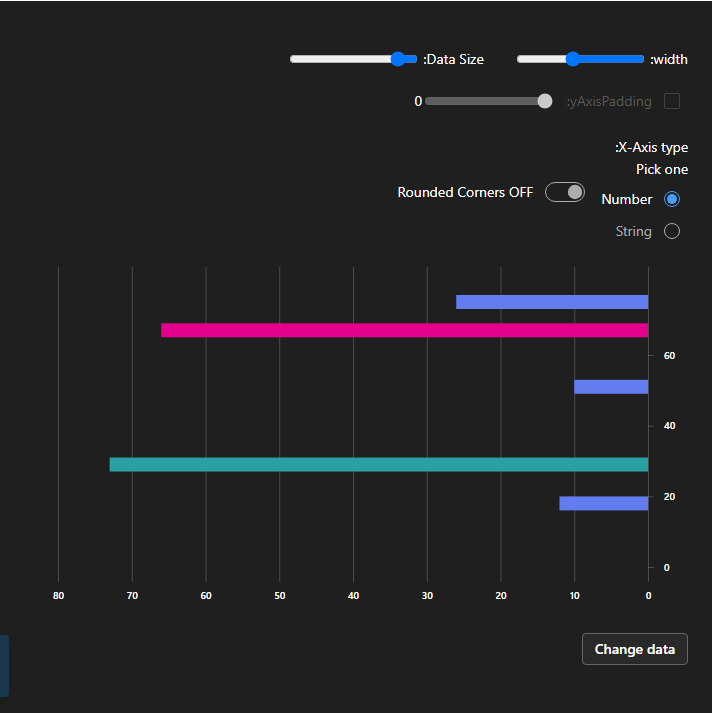 :width
:Data Size
:yAxisPadding
0
:X-Axis type
Pick one
Number
Rounded Corners OFF
String
60
40
20
0
80 70 60 50 40 30 20 10 0
Change data